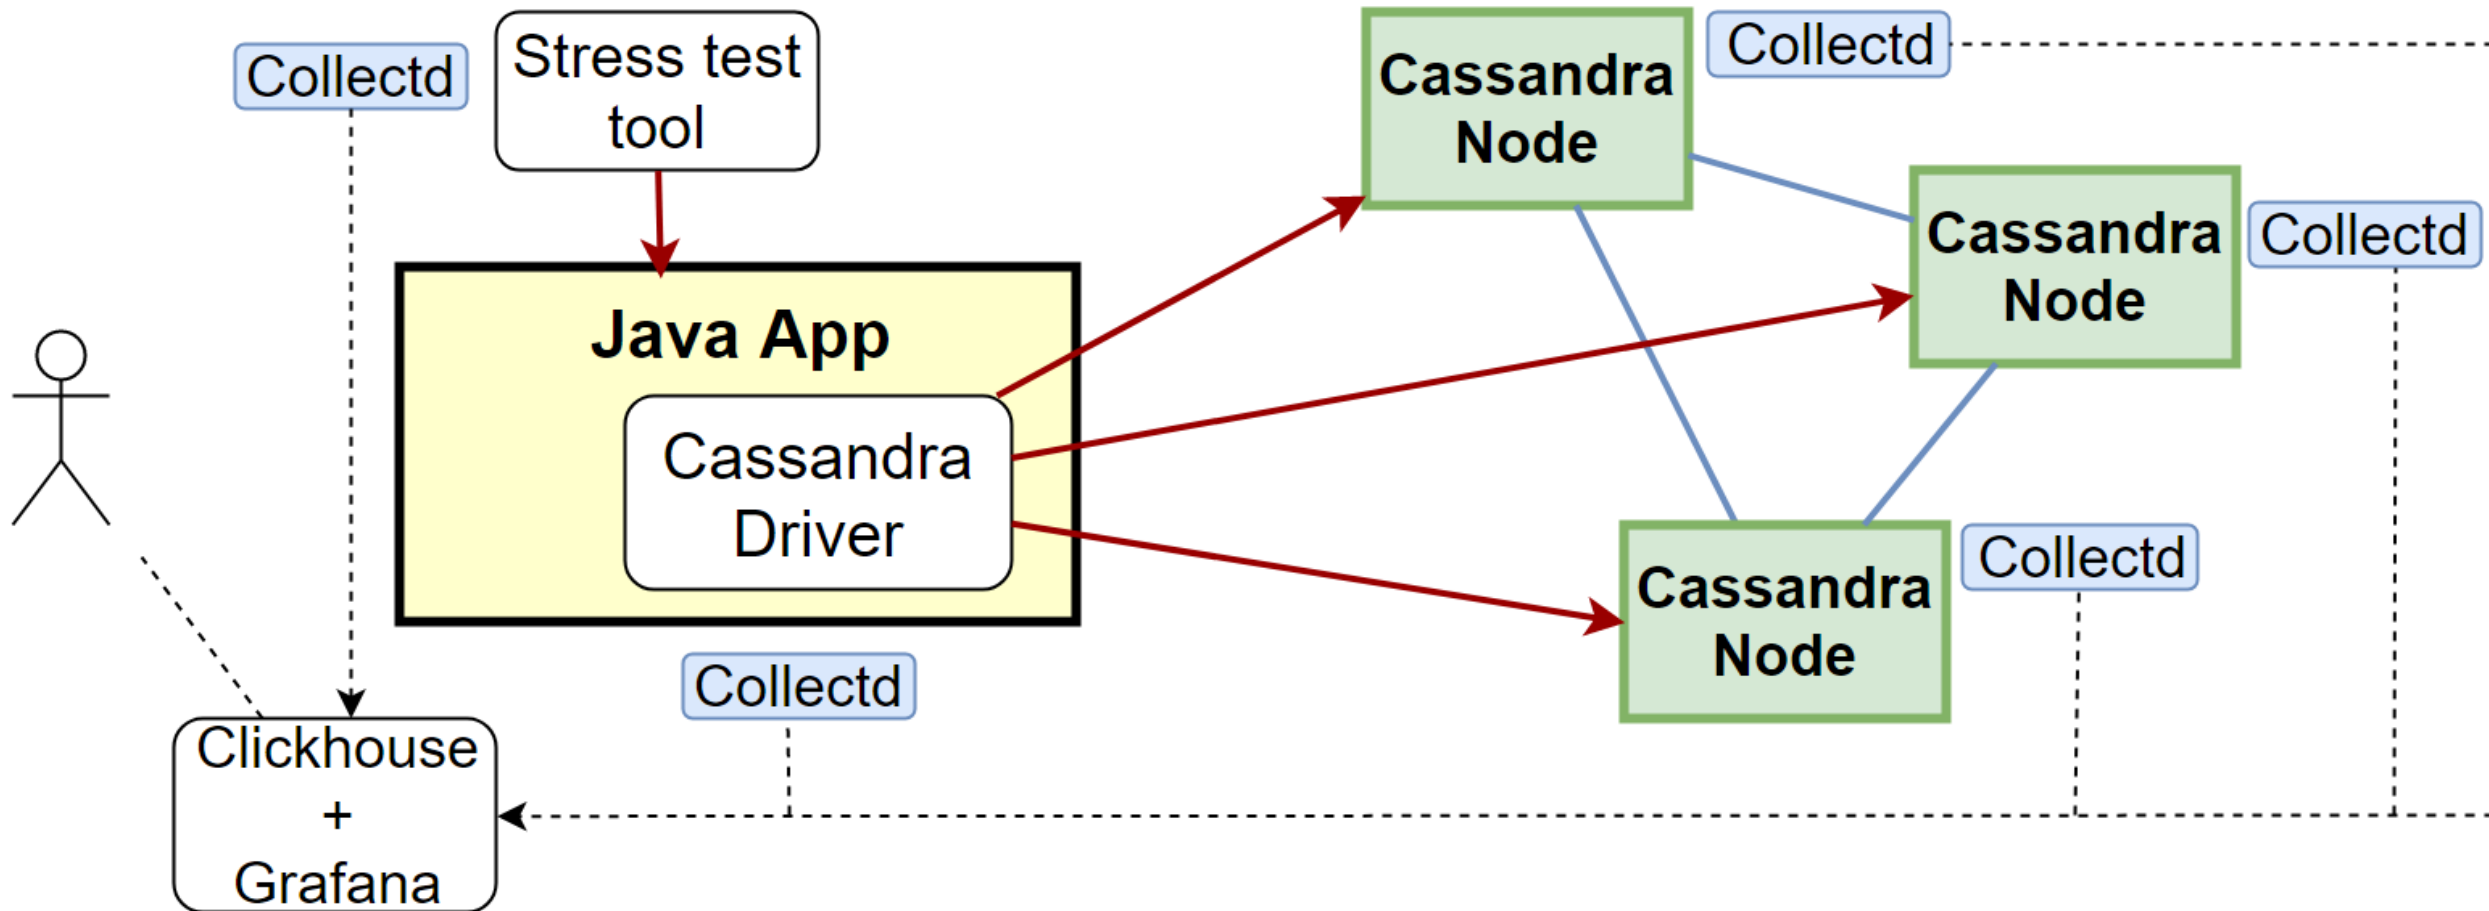 Collectd
Stress test
tool
Java App
Cassandra
Driver
Collectd
Clickhouse
+
Grafana
Cassandra
Node
Collectd
Cassandra
Node
Collectd
Cassandra
Node
Collectd